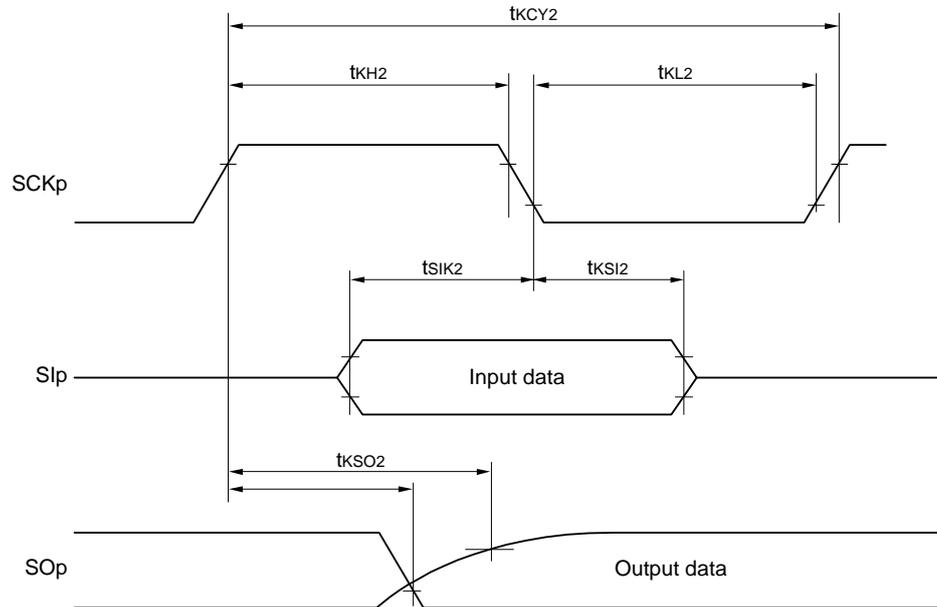 tKCY2
tKH2 tKL2
SCKp
tSIK2 tKSI2
SIp Input data
tKSO2
SOp Output data